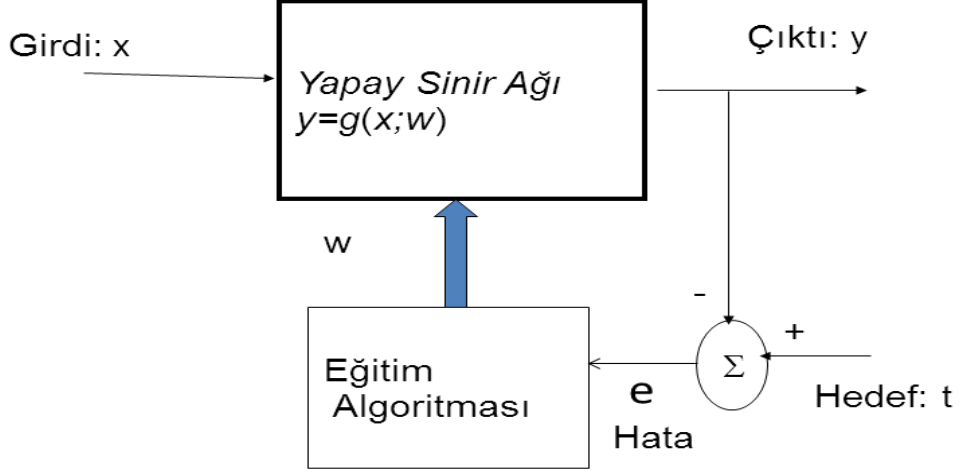 Girdi: x
Çıktı: y
Yapay Sinir Ağı
y=g(x;w)
w
-
+
Σ
Eğitim
Algoritması
e
Hata
Hedef: t